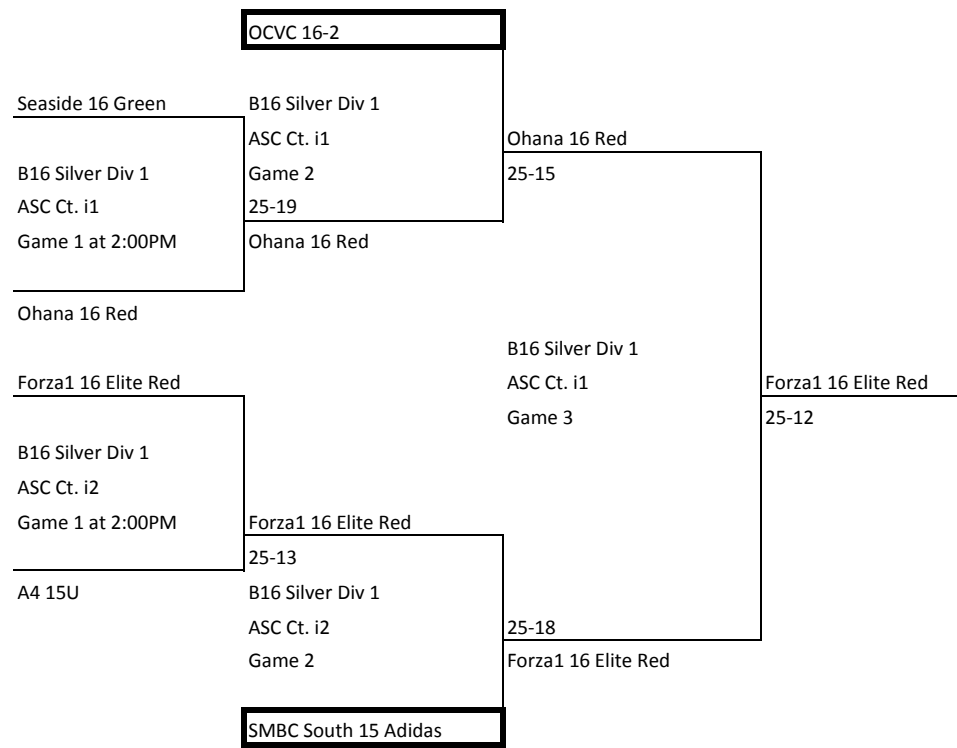 OCVC 16-2
Seaside 16 Green
B16 Silver Div 1
ASC Ct. i1
Ohana 16 Red
B16 Silver Div 1
Game 2
25-15
ASC Ct. i1
25-19
Game 1 at 2:00PM
Ohana 16 Red
Ohana 16 Red
B16 Silver Div 1
Forza1 16 Elite Red
ASC Ct. i1
Forza1 16 Elite Red
Game 3
25-12
B16 Silver Div 1
ASC Ct. i2
Game 1 at 2:00PM
Forza1 16 Elite Red
25-13
A4 15U
B16 Silver Div 1
ASC Ct. i2
25-18
Game 2
Forza1 16 Elite Red
SMBC South 15 Adidas